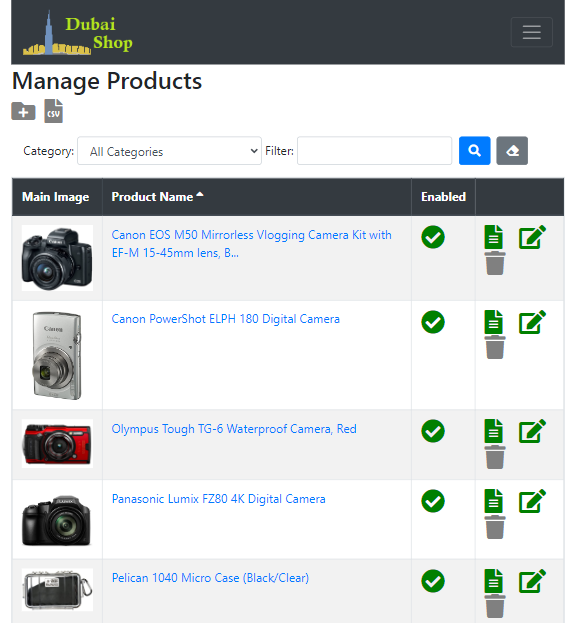 Dubai
Shop
Manage Products
CSV
Category: All Categories Filter:
Main Image Product Name Enabled
Canon EOS M50 Mirrorless Vlogging Camera Kit with
EF-M 15-45mm lens, B...
Canon PowerShot ELPH 180 Digital Camera
Canon
Olympus Tough TG-6 Waterproof Camera, Red
Panasonic Lumix FZ80 4K Digital Camera
Pelican 1040 Micro Case (Black/Clear)